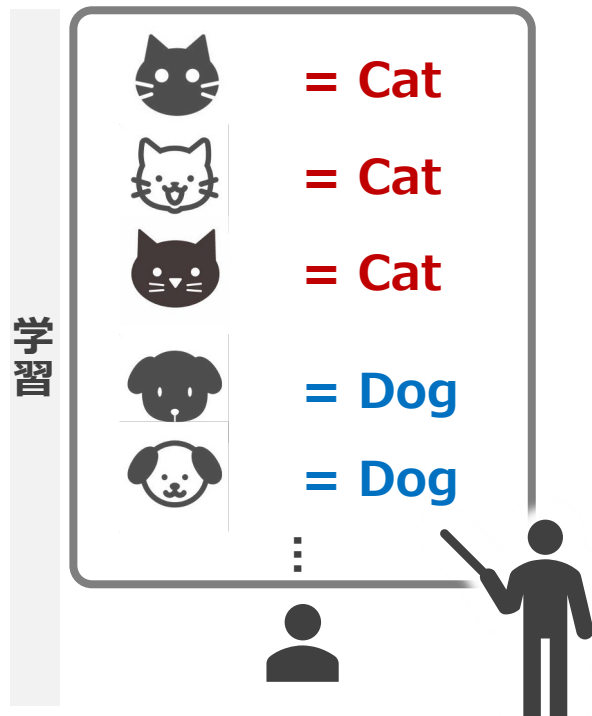 学習
= Cat
= Cat
= Cat
= Dog
= Dog
⋮